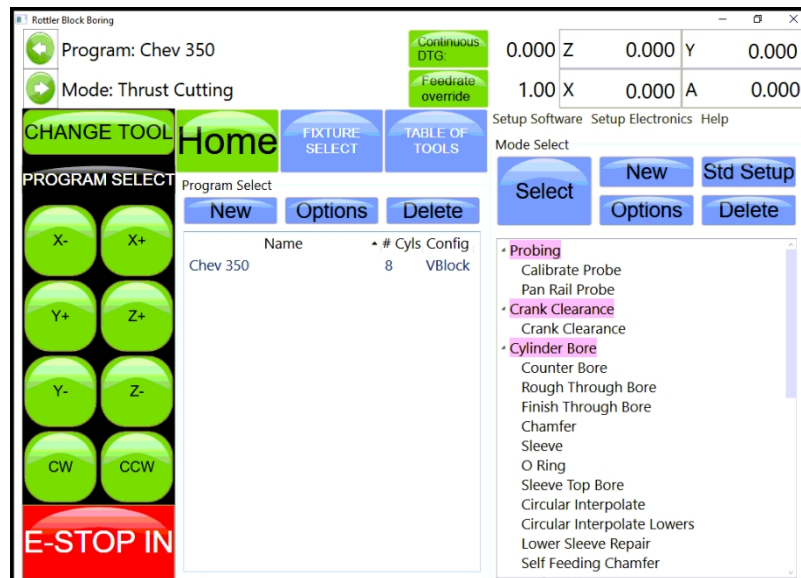 Rottler Block Boring
Program: Chev 350
Continuous
DTG:
0.000 Z 0.000 Y 0.000
Mode: Thrust Cutting
Feedrate
override
1.00 X 0.000 A 0.000
CHANGE TOOL
Home
FIXTURE
SELECT
TABLE OF
TOOLS
Setup Software Setup Electronics Help
Mode Select
Select
New
Std Setup
Options
Delete
PROGRAM SELECT
Program Select
New
Options
Delete
Name # Cyls Config
Chev 350 8 VBlock
X-
X+
Y+
Z+
Y-
Z-
CW
CCW
E-STOP IN
Probing
Calibrate Probe
Pan Rail Probe
Crank Clearance
Crank Clearance
Cylinder Bore
Counter Bore
Rough Through Bore
Finish Through Bore
Chamfer
Sleeve
O Ring
Sleeve Top Bore
Circular Interpolate
Circular Interpolate Lowers
Lower Sleeve Repair
Self Feeding Chamfer